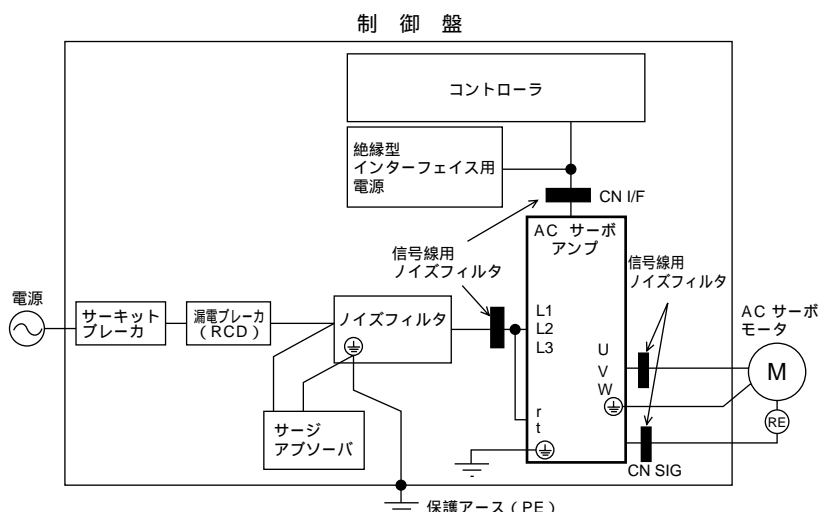 制 御 盤
コントローラ
絶縁型
インターフェイス用
電源
CN I/F
AC サーボ
アンプ
信号線用
ノイズフィルタ
信号線用
ノイズフィルタ
電源
サーキット
ブレーカ
漏電ブレーカ
(RCD)
ノイズフィルタ
L1
L2
L3
U
V
W
AC サーボ
モータ
M
RE
r
t
サージ
アブソーバ
CN SIG
保護アース(PE)